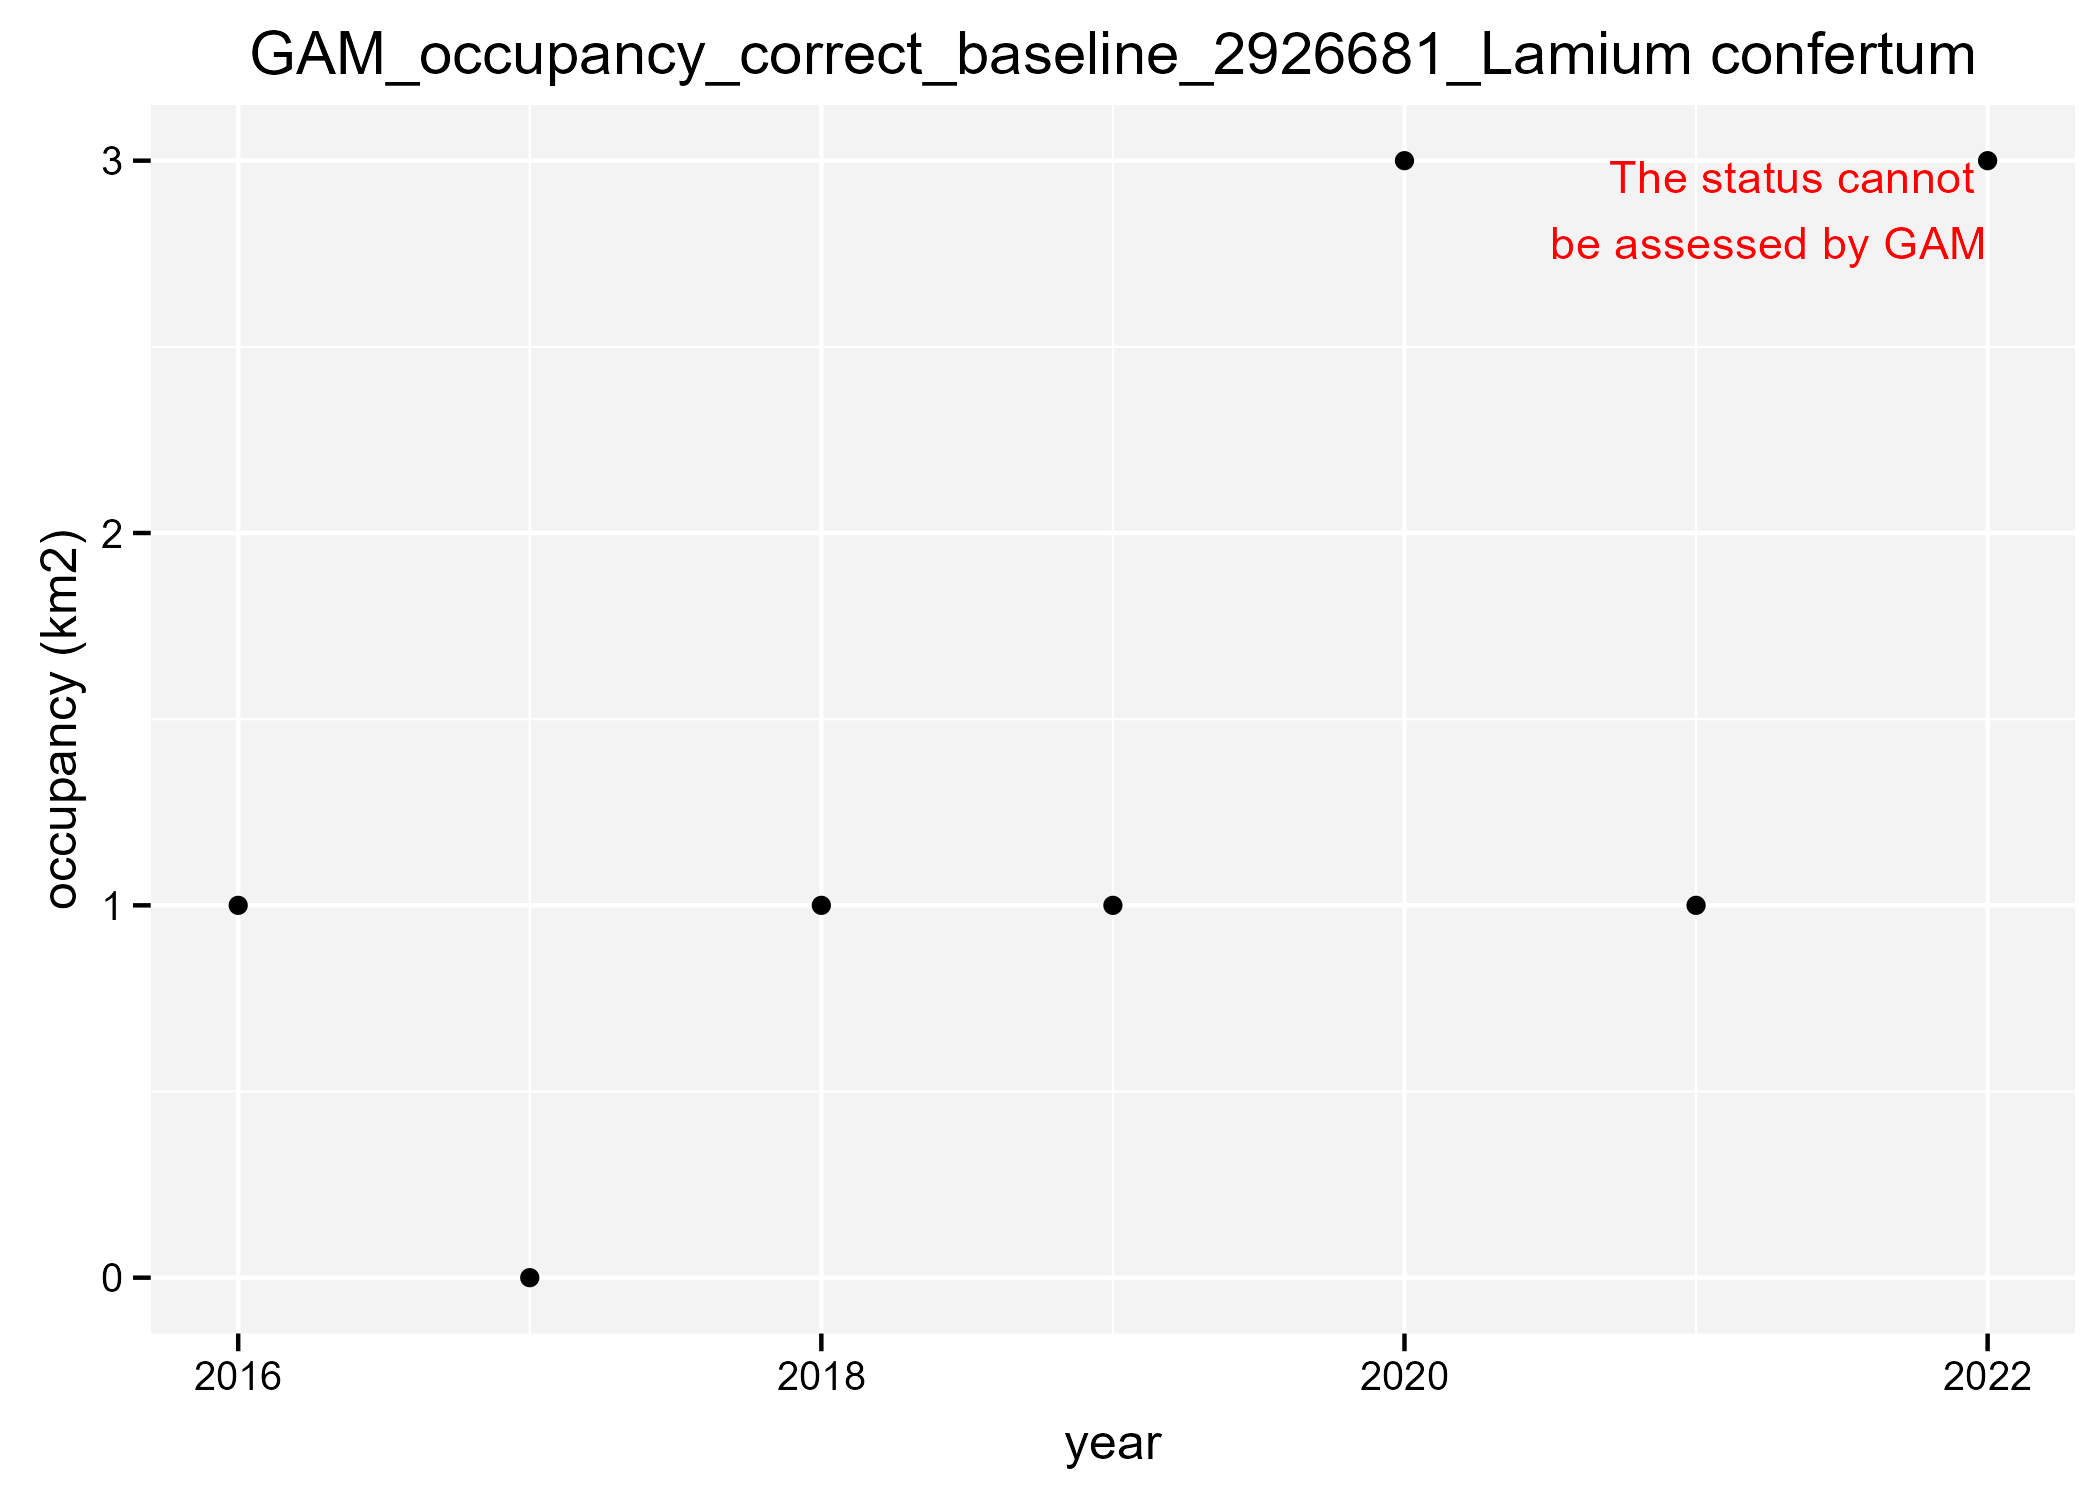 GAM_occupancy_correct_baseline_2926681_Lamium confertum
3
The status cannot
be assessed by GAM
2
occupancy (km2)
1
0
2016 2018 2020 2022
year